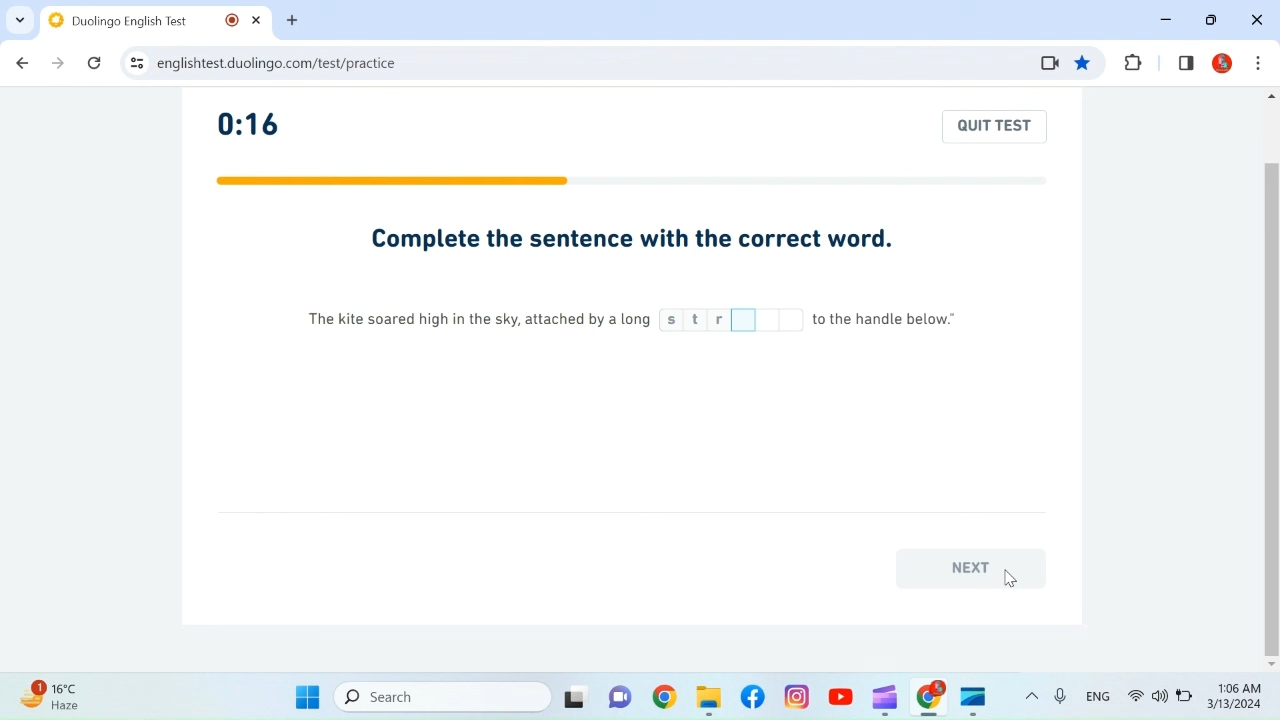 Duolingo English Test
englishtest.duolingo.com/test/practice
0:16
QUIT TEST
Complete the sentence with the correct word.
The kite soared high in the sky, attached by a long s t r to the handle below."
NEXT
1
16°C
Haze
Search
ENG
1:06 AM
3/13/2024